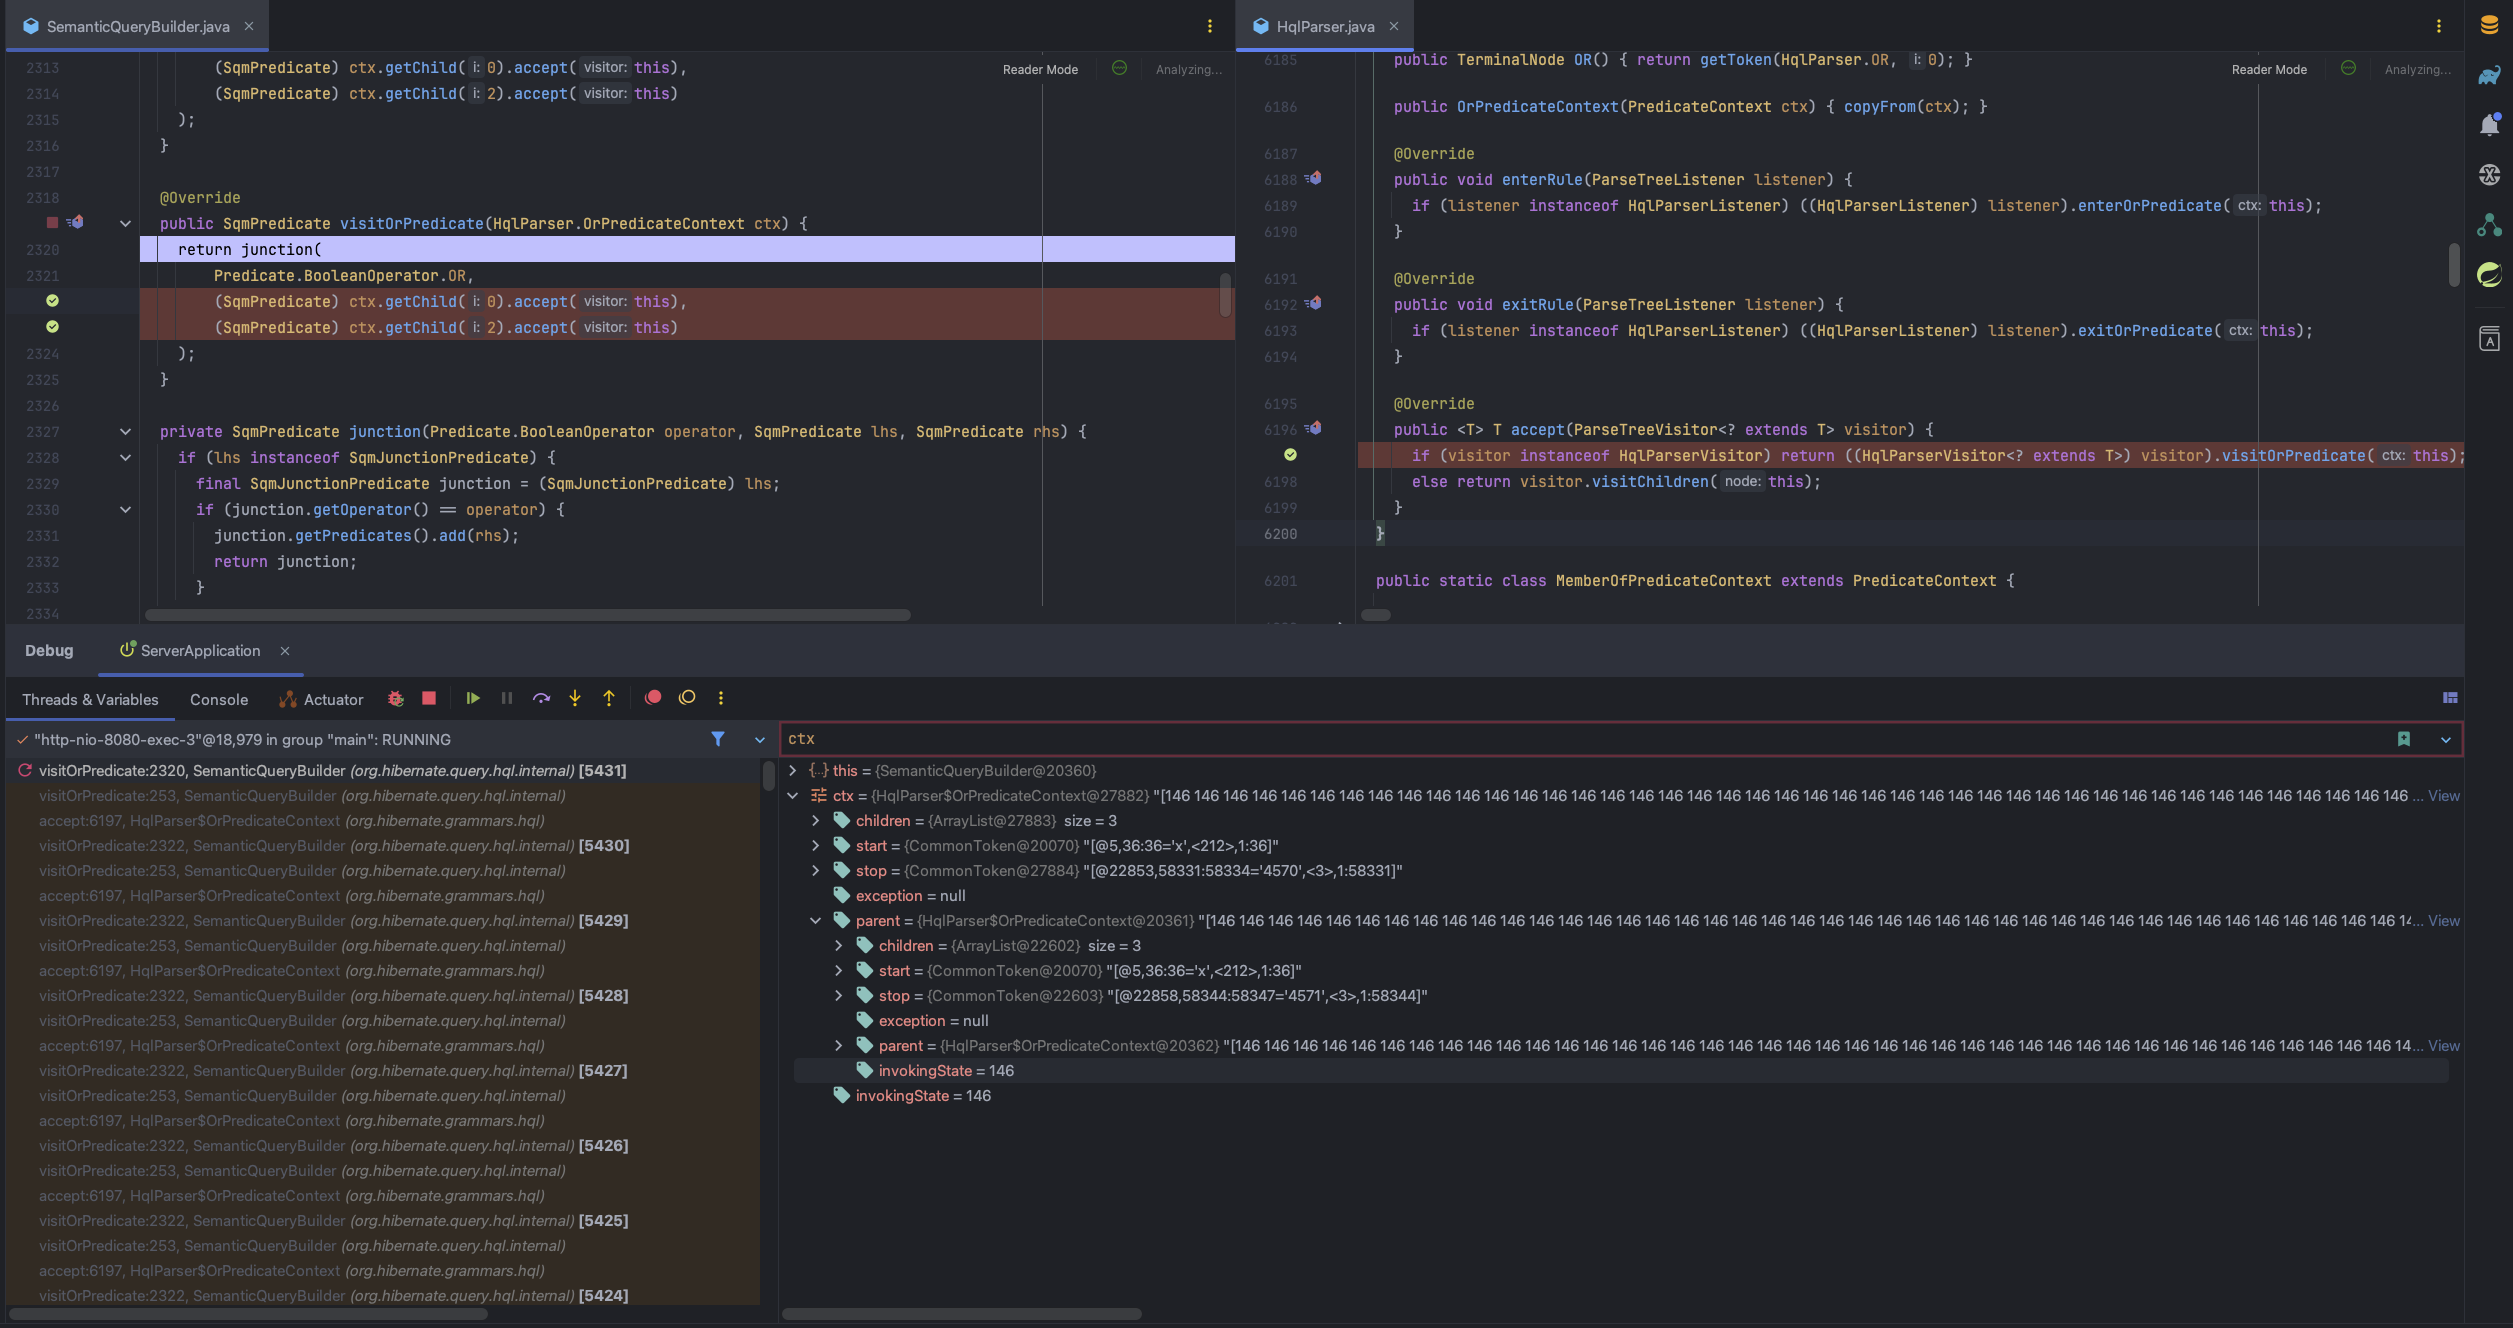 SemanticQueryBuilder.java
2313 (SqmPredicate) ctx.getChild( i: 0).accept( visitor: this),
Reader Mode Analyzing...
2314 (SqmPredicate) ctx.getChild( i: 2).accept( visitor: this)
2315 );
2316 }
2317
2318 @Override
public SqmPredicate visitOrPredicate(HqlParser.OrPredicateContext ctx) {
2320 return junction(
2321 Predicate.BooleanOperator.OR,
(SqmPredicate) ctx.getChild( i: 0).accept( visitor: this),
(SqmPredicate) ctx.getChild( i: 2).accept( visitor: this)
2324 );
2325 }
2326
2327 private SqmPredicate junction(Predicate.BooleanOperator operator, SqmPredicate lhs, SqmPredicate rhs) {
2328 if (lhs instanceof SqmJunctionPredicate) {
2329 final SqmJunctionPredicate junction = (SqmJunctionPredicate) lhs;
2330 if (junction.getOperator() == operator) {
2331 junction.getPredicates().add(rhs);
2332 return junction;
2333 }
2334
HqlParser.java
6185 public TerminalNode OR() { return getToken(HqlParser.OR, i: 0); }
Reader Mode Analyzing...
6186 public OrPredicateContext(PredicateContext ctx) { copyFrom(ctx); }
6187 @Override
6188 public void enterRule(ParseTreeListener listener) {
6189 if (listener instanceof HqlParserListener) ((HqlParserListener) listener).enterOrPredicate( ctx: this);
6190 }
6191 @Override
6192 public void exitRule(ParseTreeListener listener) {
6193 if (listener instanceof HqlParserListener) ((HqlParserListener) listener).exitOrPredicate( ctx: this);
6194 }
6195 @Override
6196 public <T> T accept(ParseTreeVisitor<? extends T> visitor) {
if (visitor instanceof HqlParserVisitor) return ((HqlParserVisitor<? extends T>) visitor).visitOrPredicate( ctx: this);
6198 else return visitor.visitChildren( node: this);
6199 }
6200 }
6201 public static class MemberOfPredicateContext extends PredicateContext {
Debug ServerApplication
Threads & Variables Console Actuator
"http-nio-8080-exec-3"@18,979 in group "main": RUNNING
visitOrPredicate:2320, SemanticQueryBuilder (org.hibernate.query.hql.internal) [5431]
visitOrPredicate:253, SemanticQueryBuilder (org.hibernate.query.hql.internal)
accept:6197, HqlParser$OrPredicateContext (org.hibernate.grammars.hql)
visitOrPredicate:2322, SemanticQueryBuilder (org.hibernate.query.hql.internal) [5430]
visitOrPredicate:253, SemanticQueryBuilder (org.hibernate.query.hql.internal)
accept:6197, HqlParser$OrPredicateContext (org.hibernate.grammars.hql)
visitOrPredicate:2322, SemanticQueryBuilder (org.hibernate.query.hql.internal) [5429]
visitOrPredicate:253, SemanticQueryBuilder (org.hibernate.query.hql.internal)
accept:6197, HqlParser$OrPredicateContext (org.hibernate.grammars.hql)
visitOrPredicate:2322, SemanticQueryBuilder (org.hibernate.query.hql.internal) [5428]
visitOrPredicate:253, SemanticQueryBuilder (org.hibernate.query.hql.internal)
accept:6197, HqlParser$OrPredicateContext (org.hibernate.grammars.hql)
visitOrPredicate:2322, SemanticQueryBuilder (org.hibernate.query.hql.internal) [5427]
visitOrPredicate:253, SemanticQueryBuilder (org.hibernate.query.hql.internal)
accept:6197, HqlParser$OrPredicateContext (org.hibernate.grammars.hql)
visitOrPredicate:2322, SemanticQueryBuilder (org.hibernate.query.hql.internal) [5426]
visitOrPredicate:253, SemanticQueryBuilder (org.hibernate.query.hql.internal)
accept:6197, HqlParser$OrPredicateContext (org.hibernate.grammars.hql)
visitOrPredicate:2322, SemanticQueryBuilder (org.hibernate.query.hql.internal) [5425]
visitOrPredicate:253, SemanticQueryBuilder (org.hibernate.query.hql.internal)
accept:6197, HqlParser$OrPredicateContext (org.hibernate.grammars.hql)
visitOrPredicate:2322, SemanticQueryBuilder (org.hibernate.query.hql.internal) [5424]
ctx
this = {SemanticQueryBuilder@20360}
ctx = {HqlParser$OrPredicateContext@27882} "[146 146 146 146 146 146 146 146 146 146 146 146 146 146 146 146 146 146 146 146 146 146 146 146 146 146 146 146 146 146 146 146 146 146 146 146 146 146 146 146 146 146 146 ... View
children = {ArrayList@27883} size = 3
start = {CommonToken@20070} "[@5,36:36='x',<212>,1:36]"
stop = {CommonToken@27884} "[@22853,58331:58334='4570',<3>,1:58331]"
exception = null
parent = {HqlParser$OrPredicateContext@20361} "[146 146 146 146 146 146 146 146 146 146 146 146 146 146 146 146 146 146 146 146 146 146 146 146 146 146 146 146 146 146 146 146 146 146 146 146 146 146 146 146 146 14... View
children = {ArrayList@22602} size = 3
start = {CommonToken@20070} "[@5,36:36='x',<212>,1:36]"
stop = {CommonToken@22603} "[@22858,58344:58347='4571',<3>,1:58344]"
exception = null
parent = {HqlParser$OrPredicateContext@20362} "[146 146 146 146 146 146 146 146 146 146 146 146 146 146 146 146 146 146 146 146 146 146 146 146 146 146 146 146 146 146 146 146 146 146 146 146 146 146 146 146 14... View
invokingState = 146
invokingState = 146